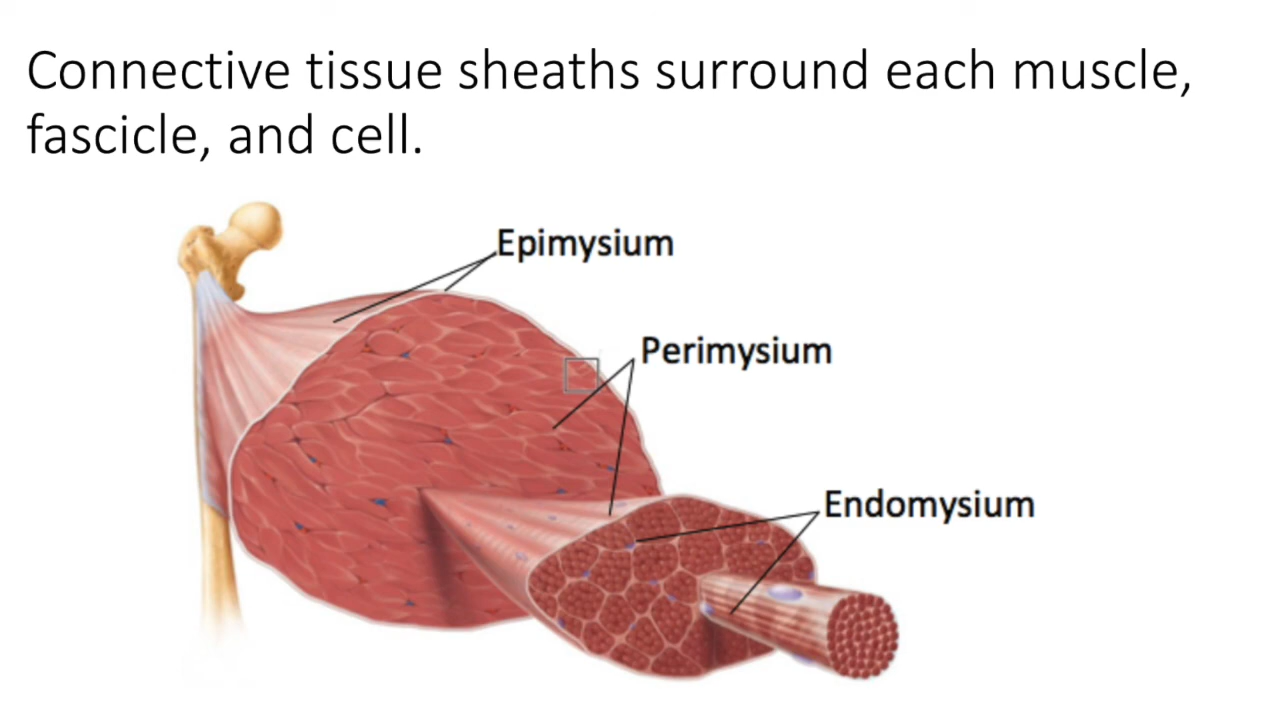 Connective tissue sheaths surround each muscle,
fascicle, and cell.
Epimysium
Perimysium
Endomysium